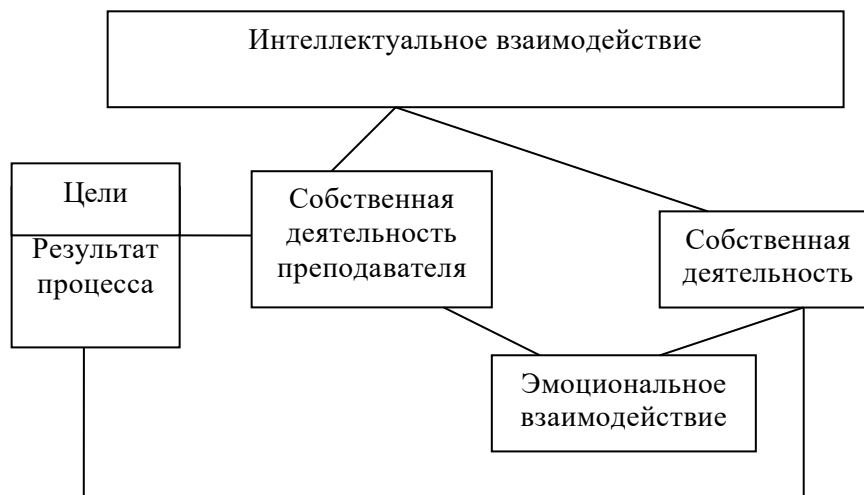 Интеллектуальное взаимодействие
Цели
Результат
процесса
Собственная
деятельность
преподавателя
Собственная
деятельность
Эмоциональное
взаимодействие